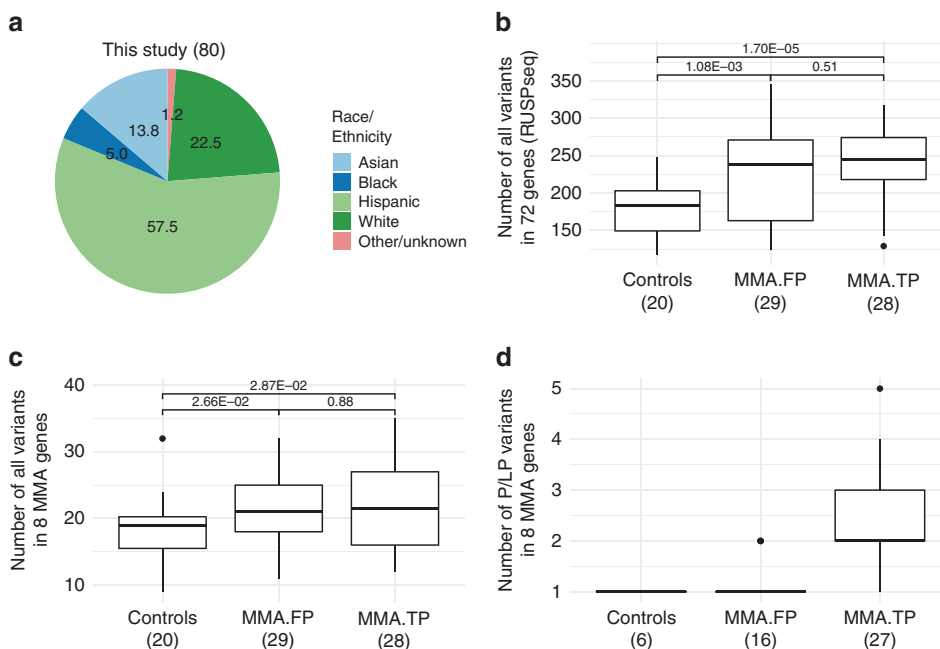 a
This study (80)
1.2
13.8
22.5
5.0
57.5
Race/
Ethnicity
Asian
Black
Hispanic
White
Other/unknown
b
Number of all variants
in 72 genes (RUSPseq)
350
300
250
200
150
1.70E–05
1.08E–03
0.51
Controls
(20)
MMA.FP
(29)
MMA.TP
(28)
c
Number of all variants
in 8 MMA genes
40
30
20
10
2.87E–02
2.66E–02
0.88
Controls
(20)
MMA.FP
(29)
MMA.TP
(28)
d
Number of P/LP variants
in 8 MMA genes
5
4
3
2
1
Controls
(6)
MMA.FP
(16)
MMA.TP
(27)